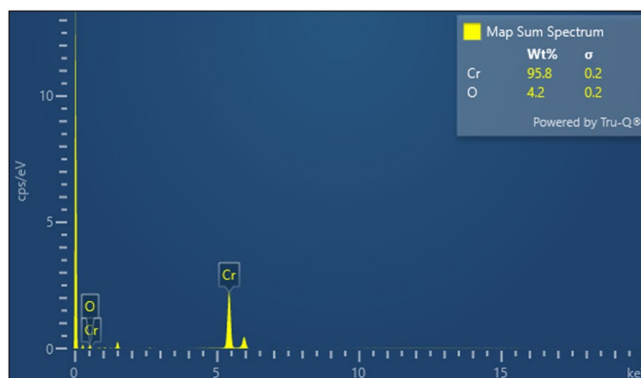 Map Sum Spectrum
Wt% σ
Cr 95.8 0.2
O 4.2 0.2
Powered by Tru-Q®
cps/eV
10
5
0
Cr
O
Cr
0 5 10 15 ke